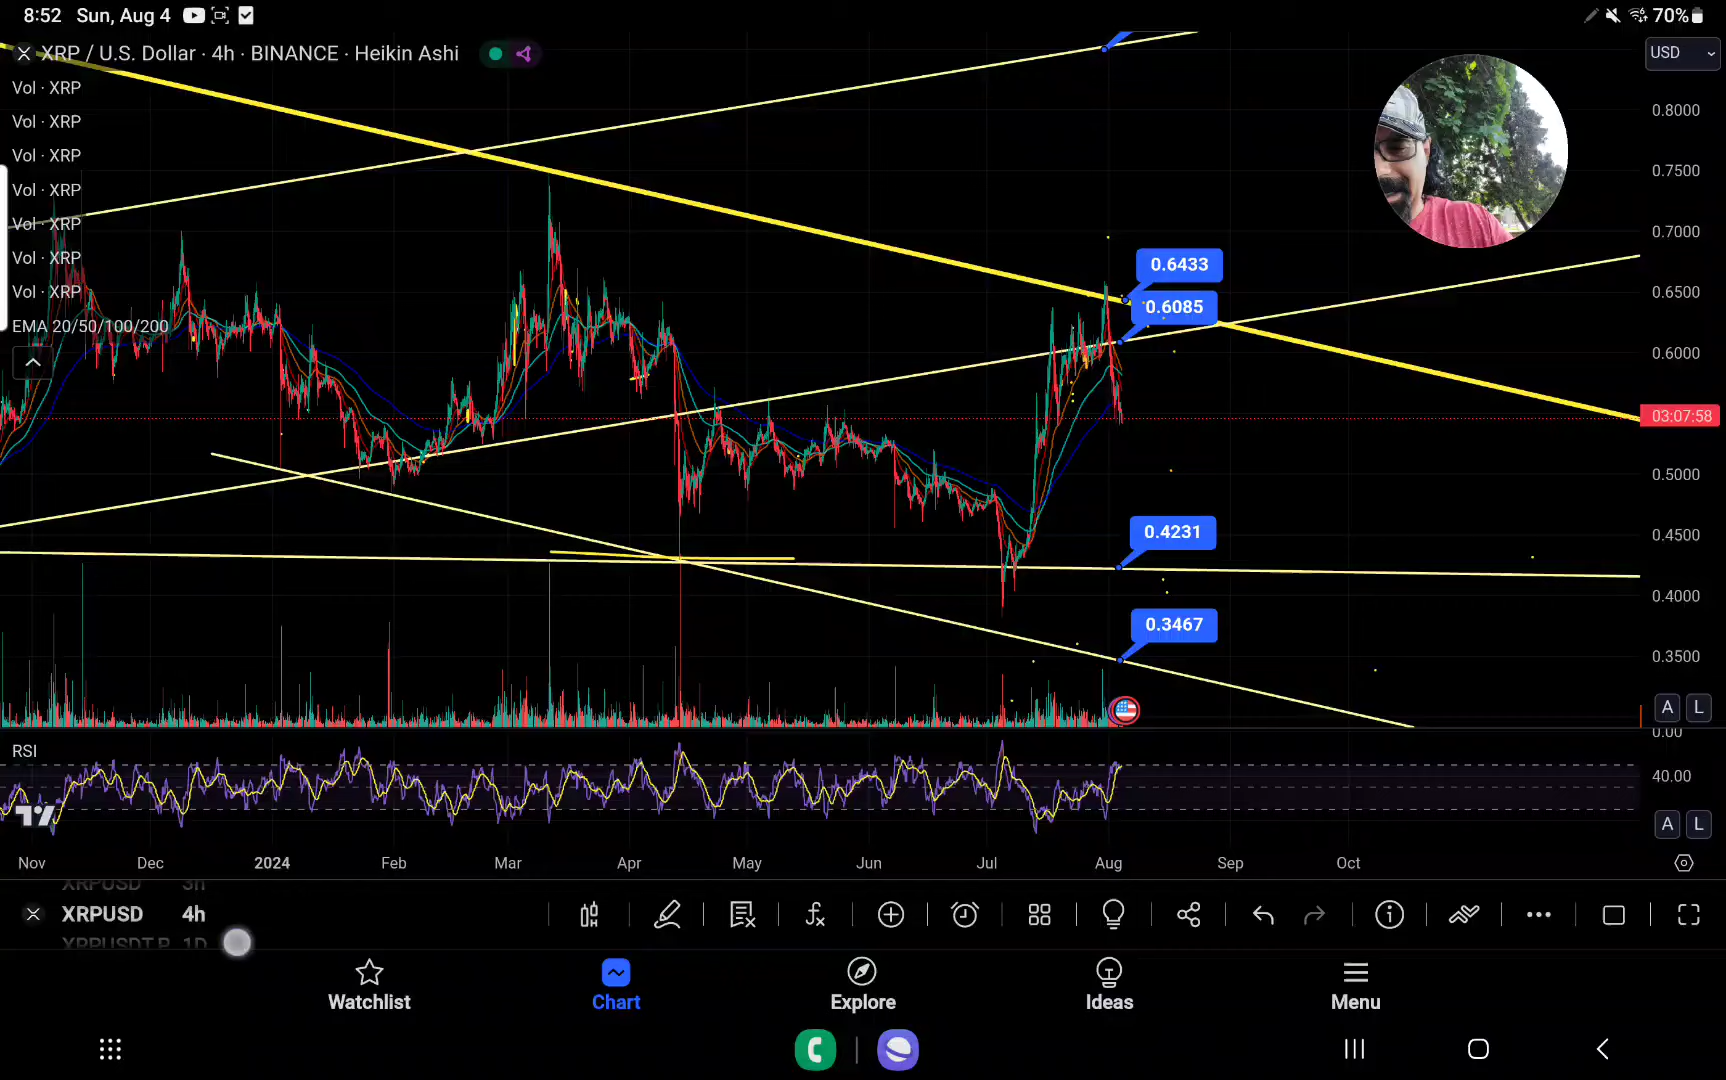 8:52 Sun, Aug 4 70%
XRP / U.S. Dollar · 4h · BINANCE · Heikin Ashi
USD
Vol · XRP
Vol · XRP
Vol · XRP
Vol · XRP
Vol · XRP
Vol · XRP
Vol · XRP
EMA 20/50/100/200
0.8000
0.7500
0.7000
0.6500
0.6000
03:07:58
0.5000
0.4500
0.4000
0.3500
0.00
0.6433
0.6085
0.4231
0.3467
A L
RSI
40.00
A L
Nov Dec 2024 Feb Mar Apr May Jun Jul Aug Sep Oct
XRPUSD 3h
XRPUSD 4h
XRPUSDT.P 1D
Watchlist Chart Explore Ideas Menu